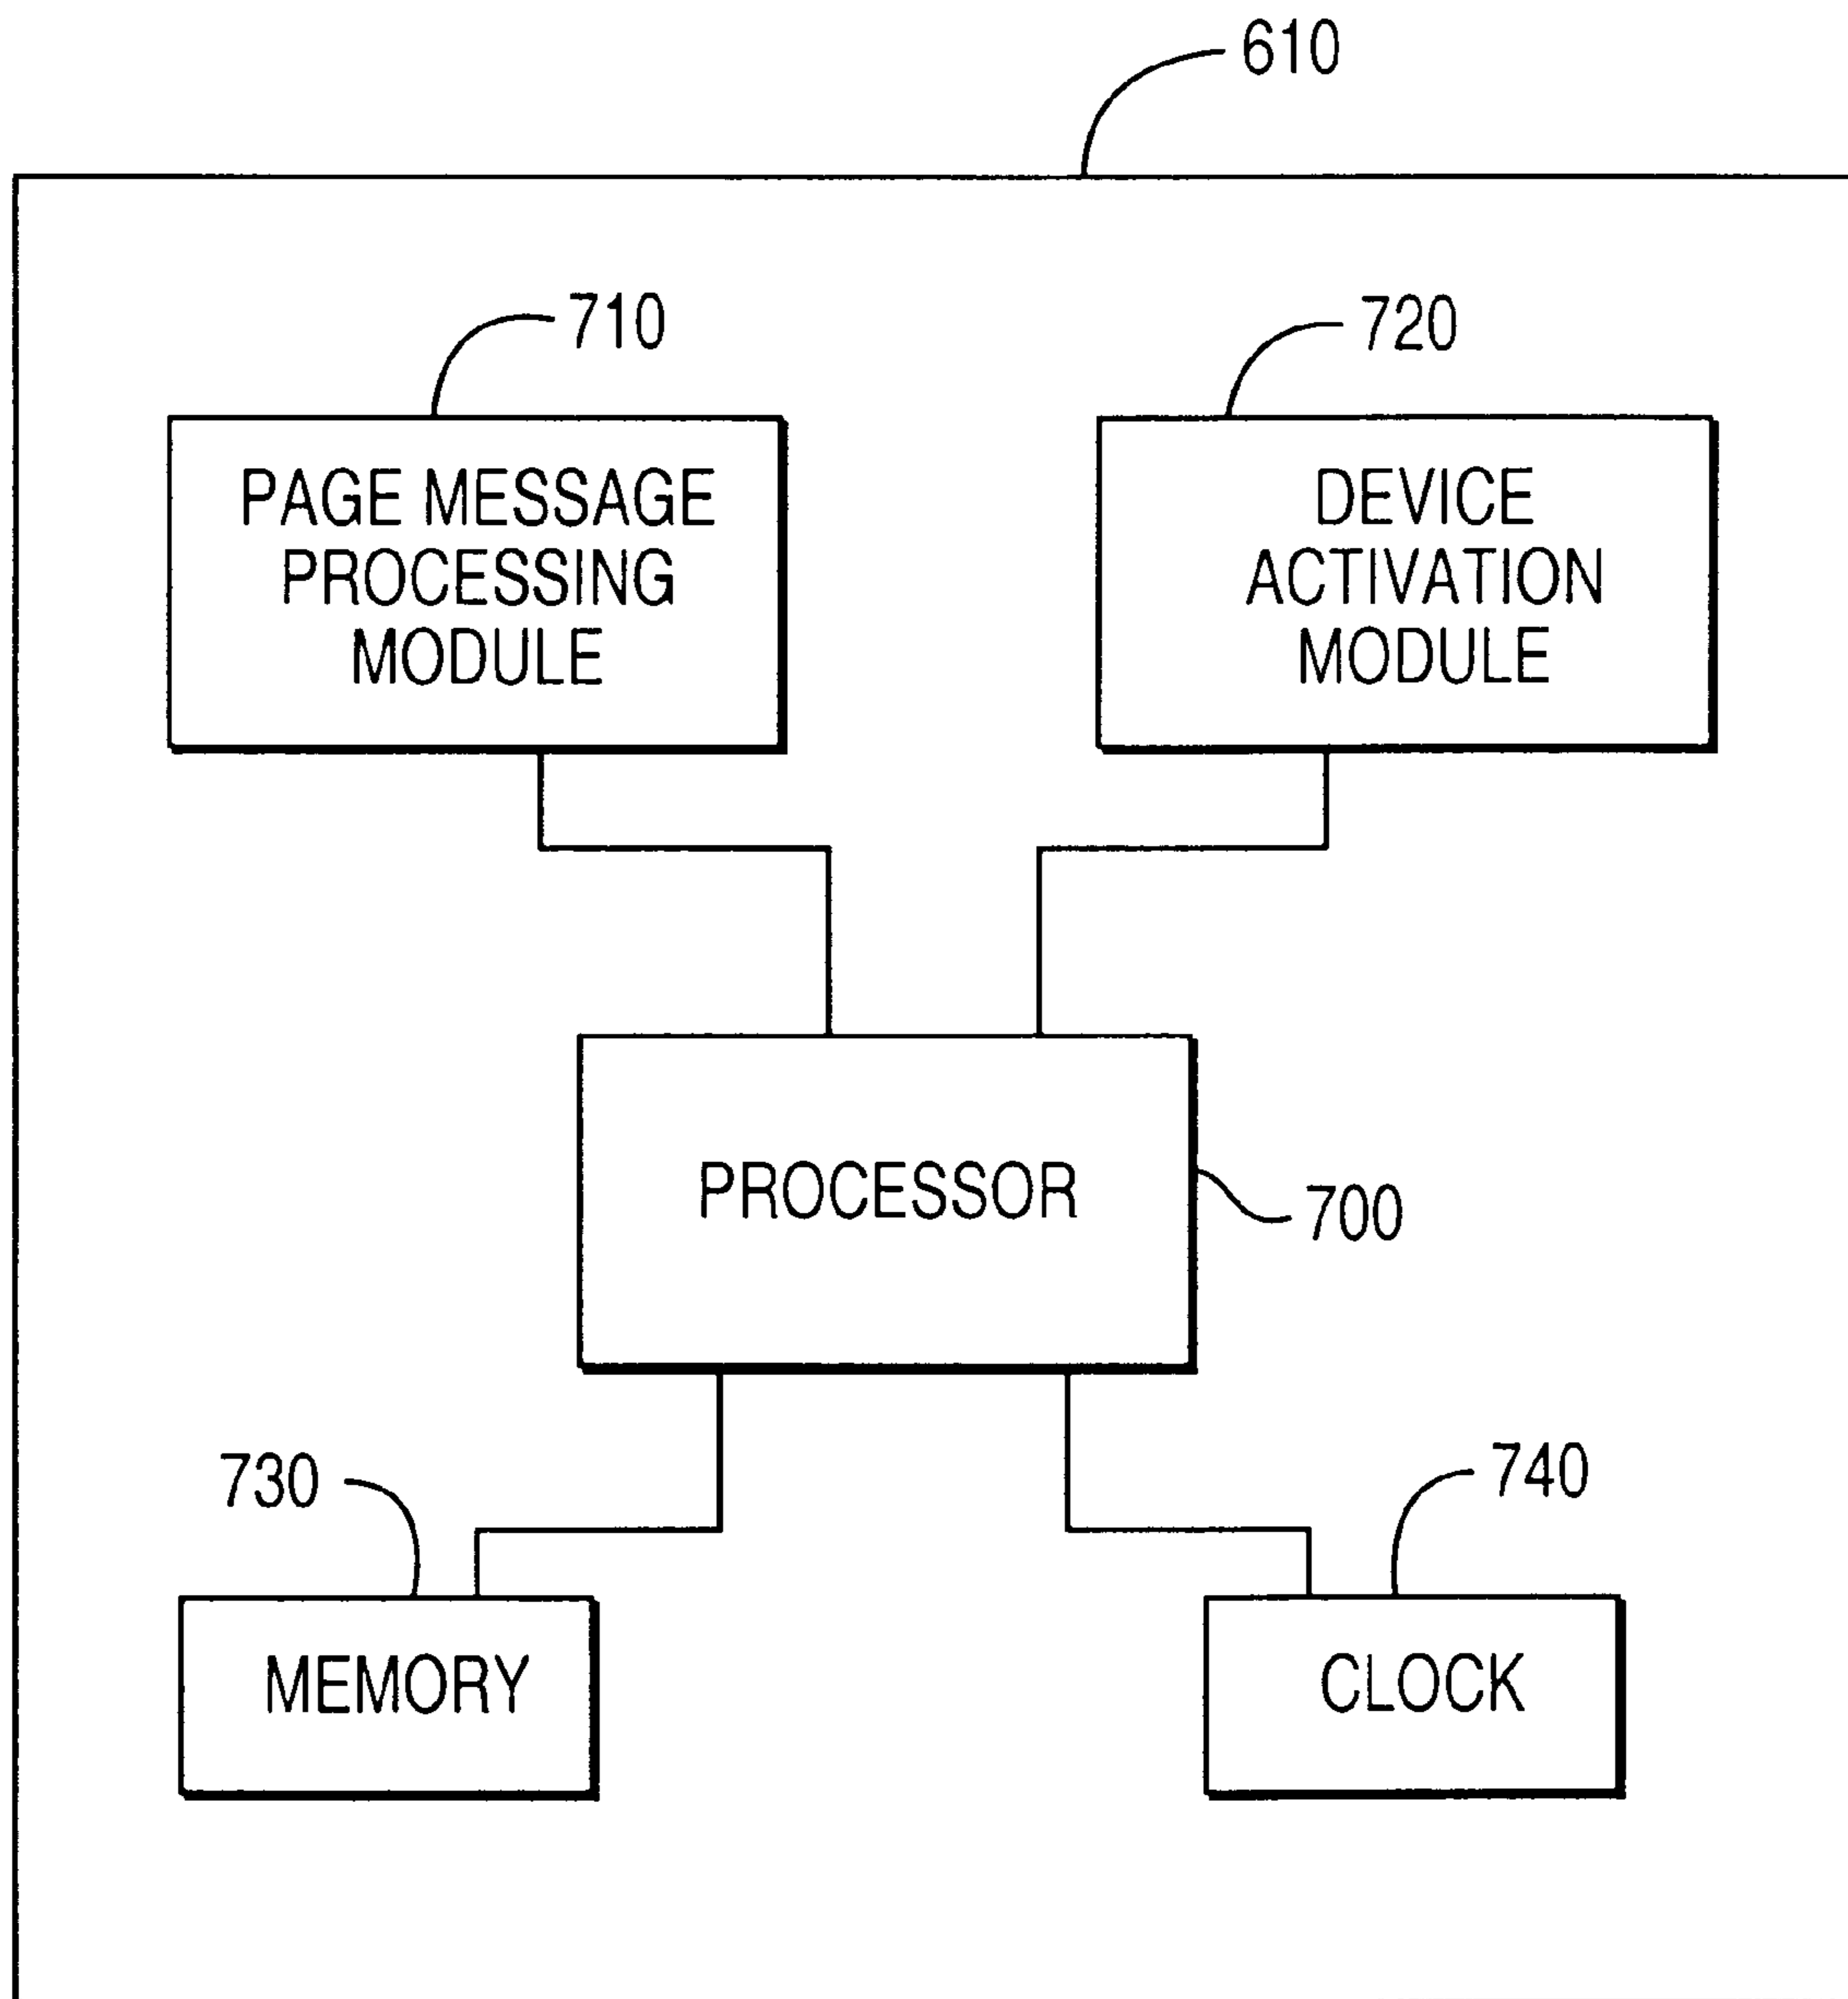 610
710
720
PAGE MESSAGE
PROCESSING
MODULE
DEVICE
ACTIVATION
MODULE
PROCESSOR
700
730
740
MEMORY
CLOCK